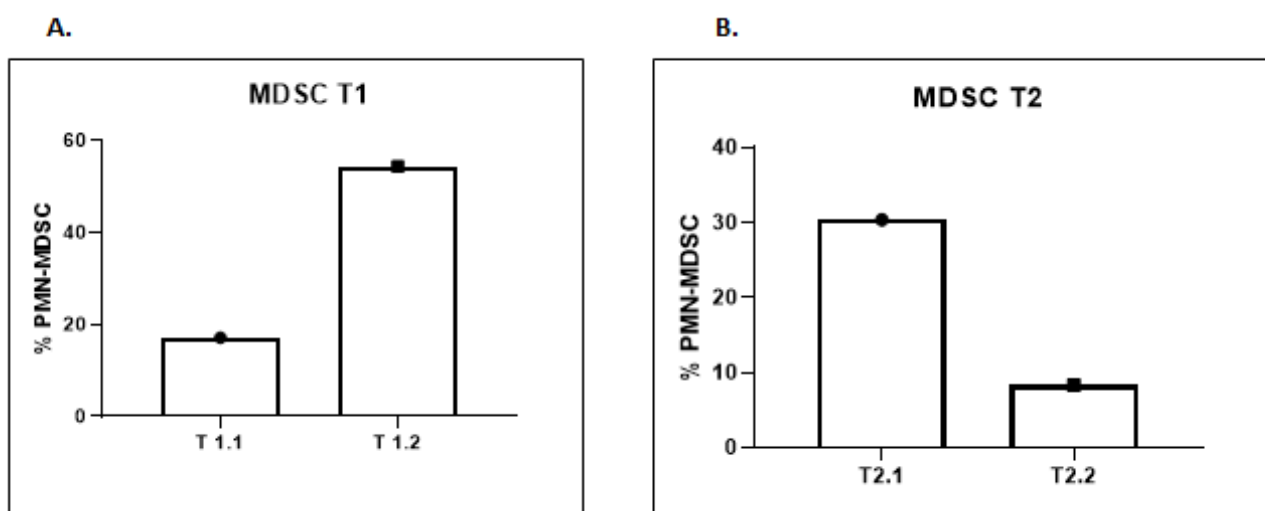 A.
MDSC T1
% PMN-MDSC
60
40
20
0
T 1.1
T 1.2
B.
MDSC T2
% PMN-MDSC
40
30
20
10
0
T2.1
T2.2